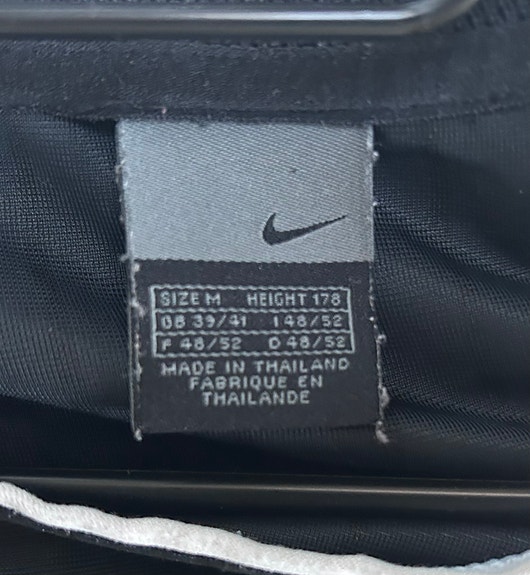 SIZE M HEIGHT 178
GB 39/41 I 48/52
F 48/52 D 48/52
MADE IN THAILAND
FABRIQUE EN
THAILANDE